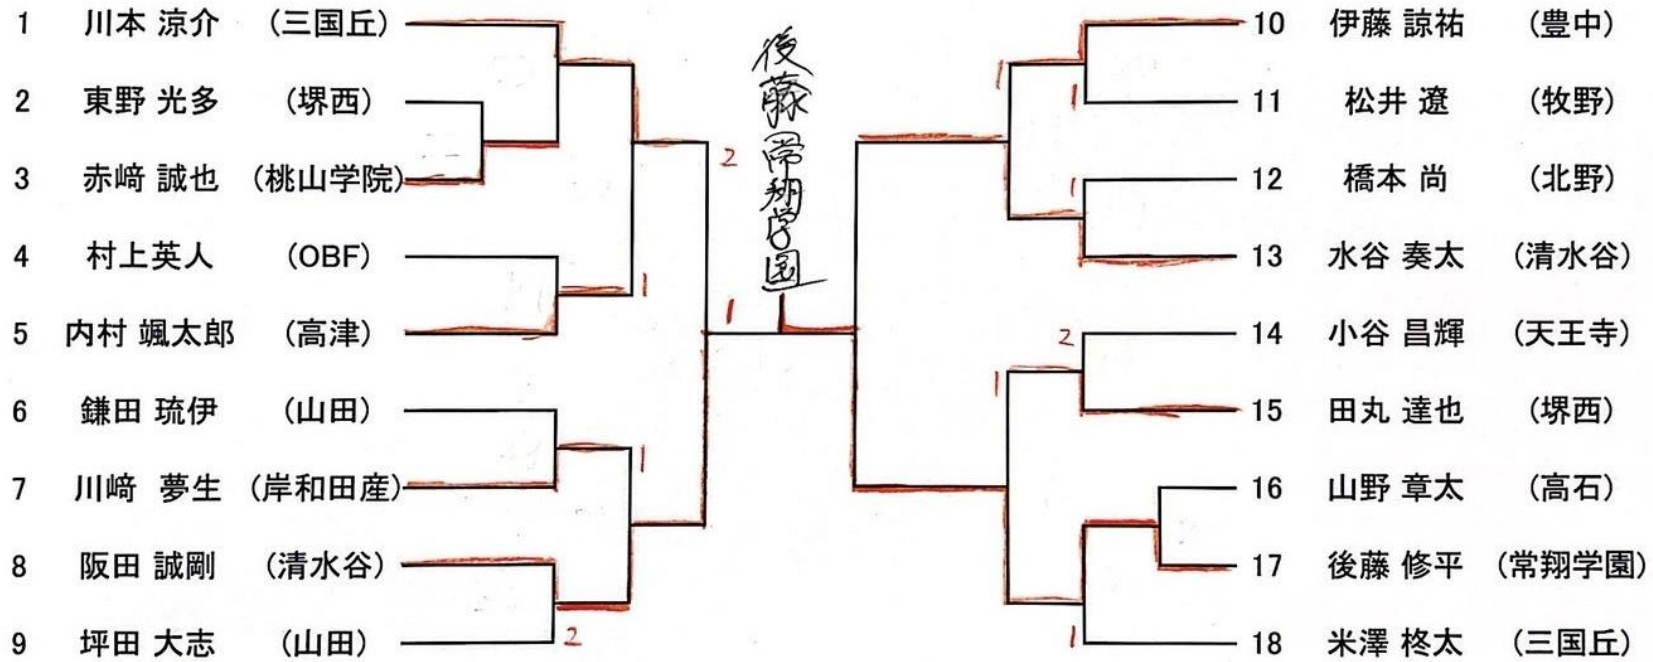 1 川本 涼介 (三国丘)
2 東野 光多 (堺西)
3 赤﨑 誠也 (桃山学院)
4 村上英人 (OBF)
5 内村 颯太郎 (高津)
6 鎌田 琉伊 (山田)
7 川﨑 夢生 (岸和田産)
8 阪田 誠剛 (清水谷)
9 坪田 大志 (山田)
2
1
1
1
2
後藤(常翔学園)
1
1
1
2
1
1
10 伊藤 諒祐 (豊中)
11 松井 遼 (牧野)
12 橋本 尚 (北野)
13 水谷 奏太 (清水谷)
14 小谷 昌輝 (天王寺)
15 田丸 達也 (堺西)
16 山野 章太 (高石)
17 後藤 修平 (常翔学園)
18 米澤 柊太 (三国丘)